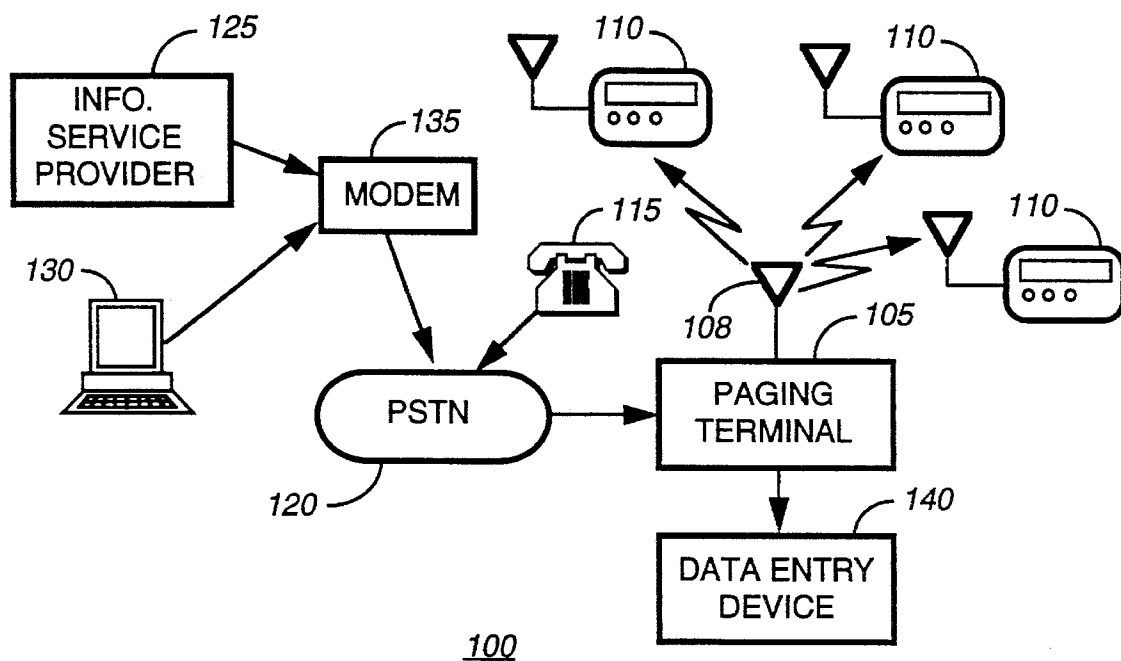 125
INFO.
SERVICE
PROVIDER
135
MODEM
110
110
110
115
130
108
105
PSTN
PAGING
TERMINAL
120
140
DATA ENTRY
DEVICE
100